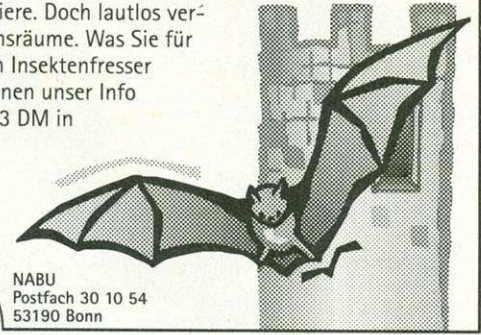 iere. Doch lautlos ver-
nsräume. Was Sie für
n Insektenfresser
nen unser Info
3 DM in
NABU
Postfach 30 10 54
53190 Bonn